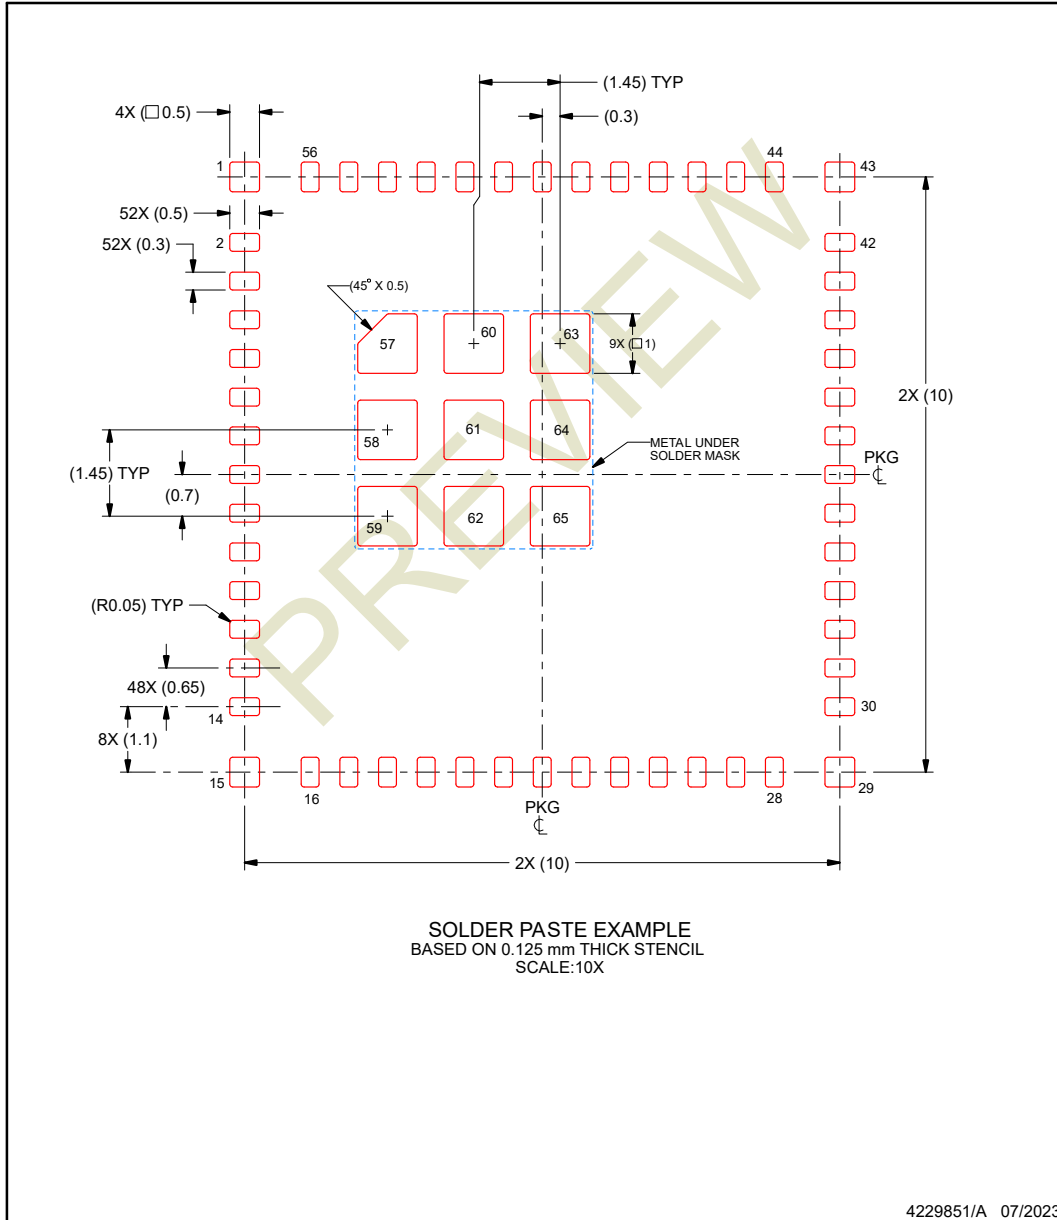 (1.45) TYP
4X (□ 0.5)
(0.3)
1
56
44
43
52X (0.5)
2
42
52X (0.3)
(45° X 0.5)
57
60
63
9X (□1)
2X (10)
58
61
64
METAL UNDER
SOLDER MASK
PKG
℄
(1.45) TYP
(0.7)
59
62
65
(R0.05) TYP
48X (0.65)
14
30
8X (1.1)
15
16
28
29
PKG
℄
2X (10)
SOLDER PASTE EXAMPLE
BASED ON 0.125 mm THICK STENCIL
SCALE:10X
PREVIEW
4229851/A 07/2023